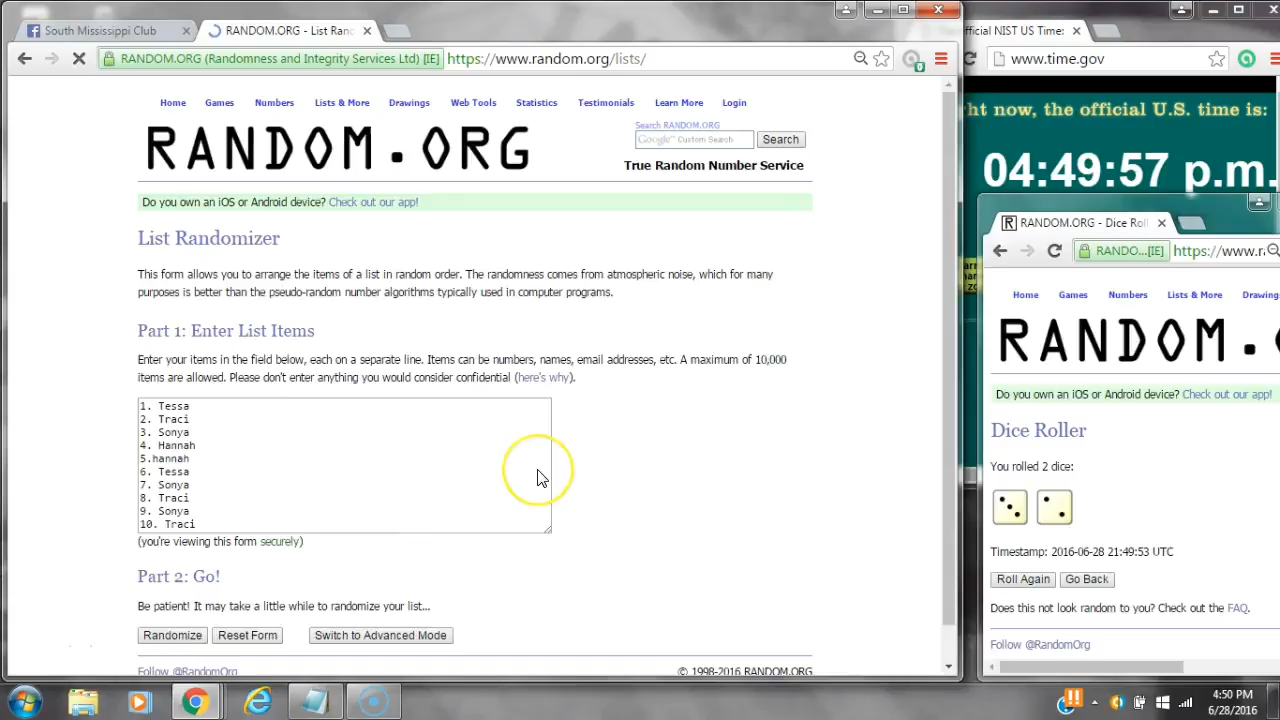 South Mississippi Club
RANDOM.ORG - List Ran
RANDOM.ORG (Randomness and Integrity Services Ltd) [IE]
https://www.random.org/lists/
Home Games Numbers Lists & More Drawings Web Tools Statistics Testimonials Learn More Login
Search RANDOM.ORG
RANDOM.ORG
Google™ Custom Search
Search
True Random Number Service
Do you own an iOS or Android device? Check out our app!
List Randomizer
This form allows you to arrange the items of a list in random order. The randomness comes from atmospheric noise, which for many
purposes is better than the pseudo-random number algorithms typically used in computer programs.
Part 1: Enter List Items
Enter your items in the field below, each on a separate line. Items can be numbers, names, email addresses, etc. A maximum of 10,000
items are allowed. Please don't enter anything you would consider confidential (here's why).
1. Tessa
2. Traci
3. Sonya
4. Hannah
5.hannah
6. Tessa
7. Sonya
8. Traci
9. Sonya
10. Traci
(you're viewing this form securely)
Part 2: Go!
Be patient! It may take a little while to randomize your list...
Randomize Reset Form Switch to Advanced Mode
Follow @RandomOrg
© 1998-2016 RANDOM.ORG
fficial NIST US Time:
www.time.gov
ht now, the official U.S. time is:
04:49:57 p.m.
RANDOM.ORG - Dice Roll
RANDO...[IE]
https://www.r
Home Games Numbers Lists & More Drawings
RANDOM.
Do you own an iOS or Android device? Check out our app!
Dice Roller
You rolled 2 dice:
Timestamp: 2016-06-28 21:49:53 UTC
Roll Again Go Back
Does this not look random to you? Check out the FAQ.
Follow @RandomOrg
4:50 PM
6/28/2016